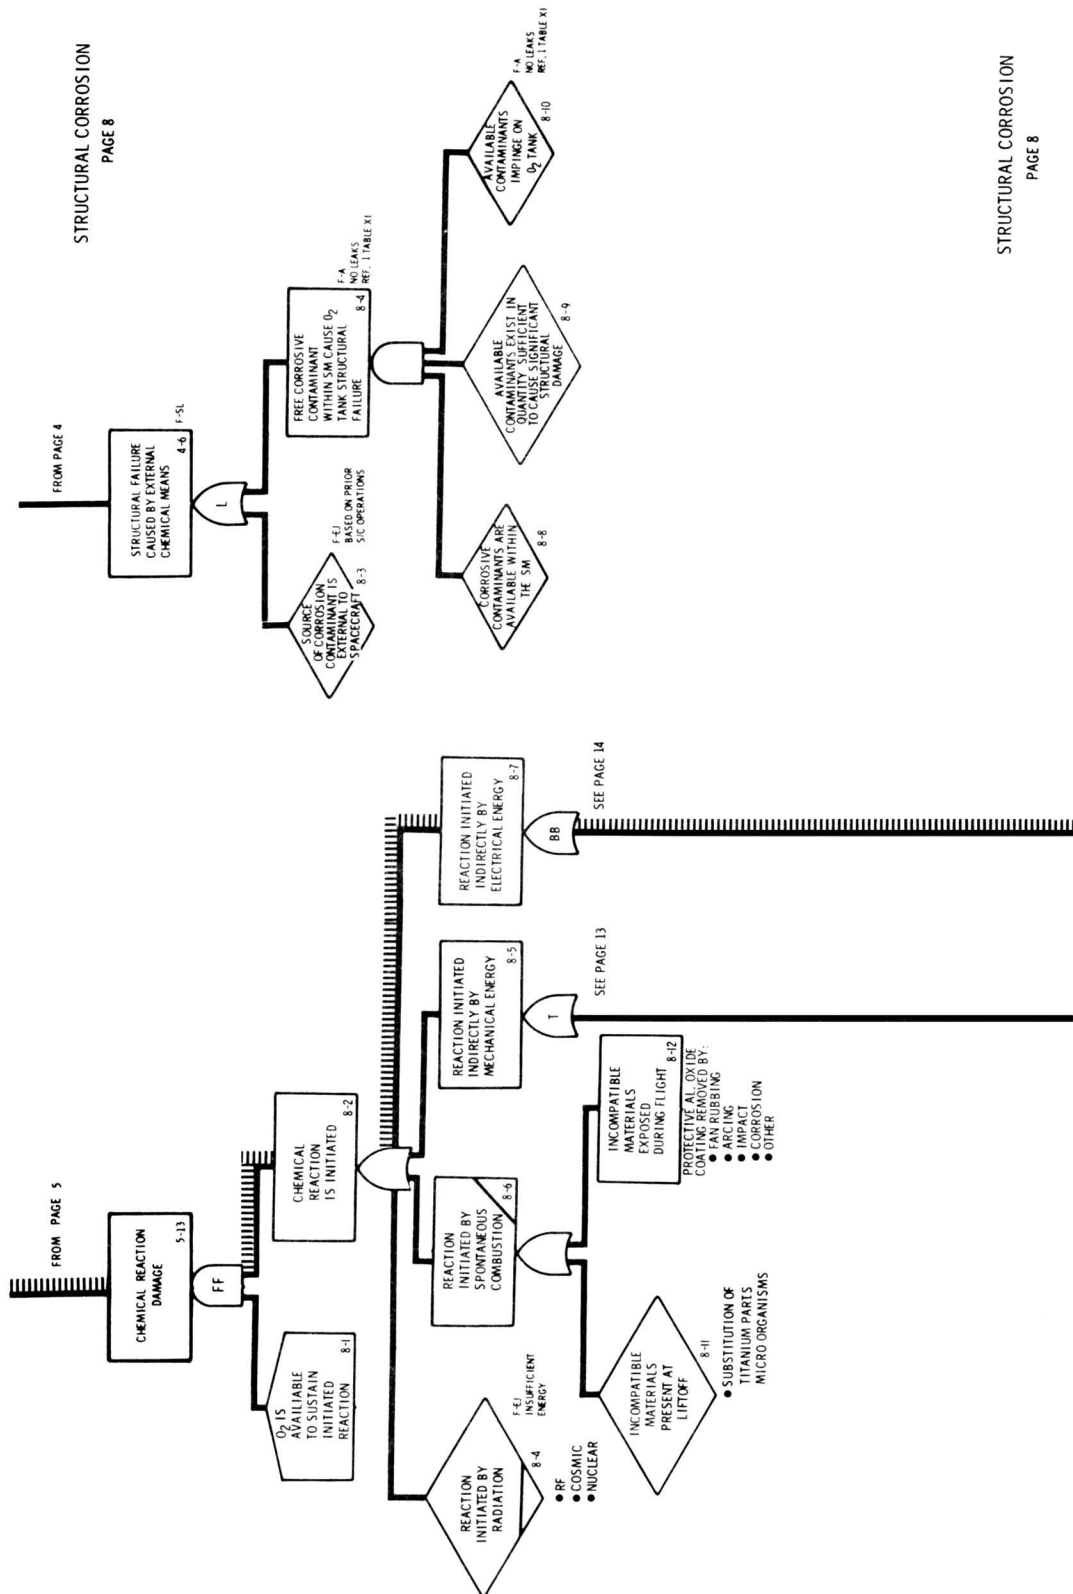 STRUCTURAL CORROSION
PAGE 8
FROM PAGE 5
CHEMICAL REACTION
DAMAGE
5-13
FF
O2 IS
AVAILIABLE
TO SUSTAIN
INITIATED
REACTION
8-1
CHEMICAL
REACTION
IS INITIATED
8-2
REACTION
INITIATED BY
RADIATION
8-4
F-EJ
INSUFFICIENT
ENERGY
● RF
● COSMIC
● NUCLEAR
REACTION
INITIATED BY
SPONTANEOUS
COMBUSTION
8-6
REACTION INITIATED
INDIRECTLY BY
MECHANICAL ENERGY
8-5
REACTION INITIATED
INDIRECTLY BY
ELECTRICAL ENERGY
8-7
T
SEE PAGE 13
BB
SEE PAGE 14
INCOMPATIBLE
MATERIALS
PRESENT AT
LIFTOFF
8-11
● SUBSTITUTION OF
TITANIUM PARTS
MICRO ORGANISMS
INCOMPATIBLE
MATERIALS
EXPOSED
DURING FLIGHT
8-12
PROTECTIVE AL. OXIDE
COATING REMOVED BY:
● FAN RUBBING
● ARCING
● IMPACT
● CORROSION
● OTHER
FROM PAGE 4
STRUCTURAL FAILURE
CAUSED BY EXTERNAL
CHEMICAL MEANS
4-6
F-SL
L
SOURCE
OF CORROSION
CONTAMINANT IS
EXTERNAL TO
SPACECRAFT
8-3
F-EJ
BASED ON PRIOR
S/C OPERATIONS
FREE CORROSIVE
CONTAMINANT
WITHIN SM CAUSE O2
TANK STRUCTURAL
FAILURE
8-4
F-A
NO LEAKS
REF. 1 TABLE XI
CORROSIVE
CONTAMINANTS ARE
AVAILABLE WITHIN
THE SM
8-8
AVAILABLE
CONTAMINANTS EXIST IN
QUANTITY SUFFICIENT
TO CAUSE SIGNIFICANT
STRUCTURAL
DAMAGE
8-9
AVAILABLE
CONTAMINANTS
IMPINGE ON
O2 TANK
8-10
F-A
NO LEAKS
REF. 1 TABLE XI
STRUCTURAL CORROSION
PAGE 8